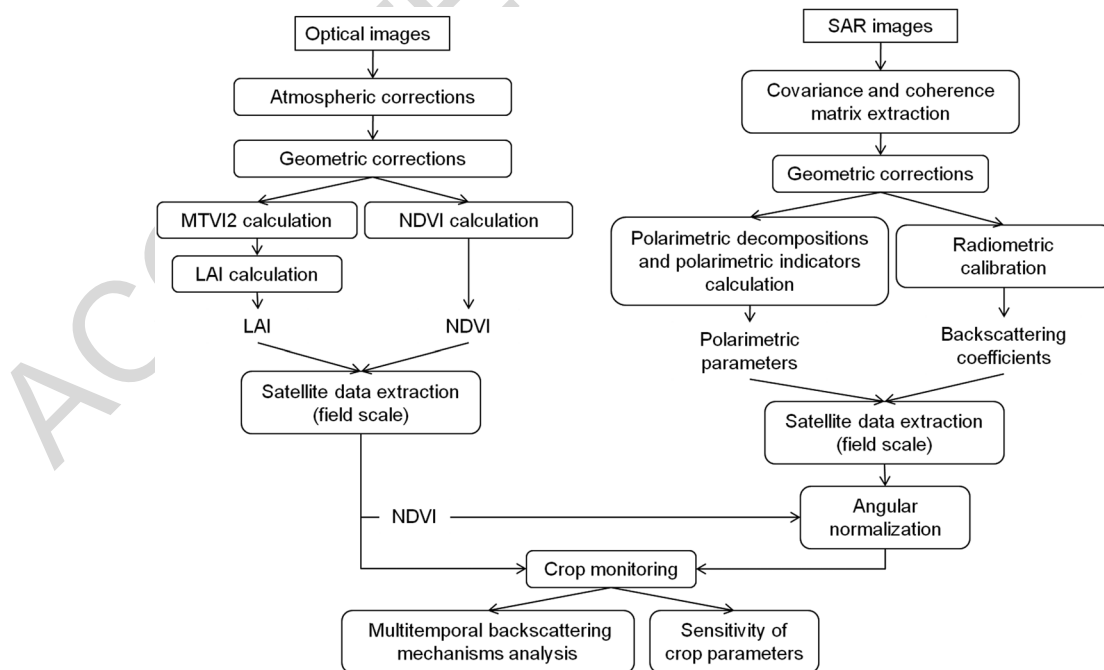 Optical images
Atmospheric corrections
Geometric corrections
MTVI2 calculation
NDVI calculation
LAI calculation
LAI
NDVI
Satellite data extraction
(field scale)
SAR images
Covariance and coherence
matrix extraction
Geometric corrections
Polarimetric decompositions
and polarimetric indicators
calculation
Radiometric
calibration
Polarimetric
parameters
Backscattering
coefficients
Satellite data extraction
(field scale)
NDVI
Angular
normalization
Crop monitoring
Multitemporal backscattering
mechanisms analysis
Sensitivity of
crop parameters